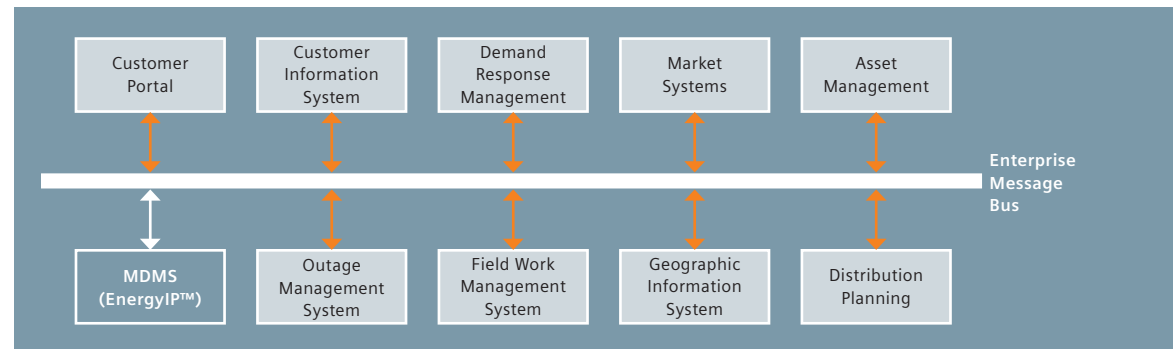 Customer
Portal
Customer
Information
System
Demand
Response
Management
Market
Systems
Asset
Management
Enterprise
Message
Bus
MDMS
(EnergyIP™)
Outage
Management
System
Field Work
Management
System
Geographic
Information
System
Distribution
Planning